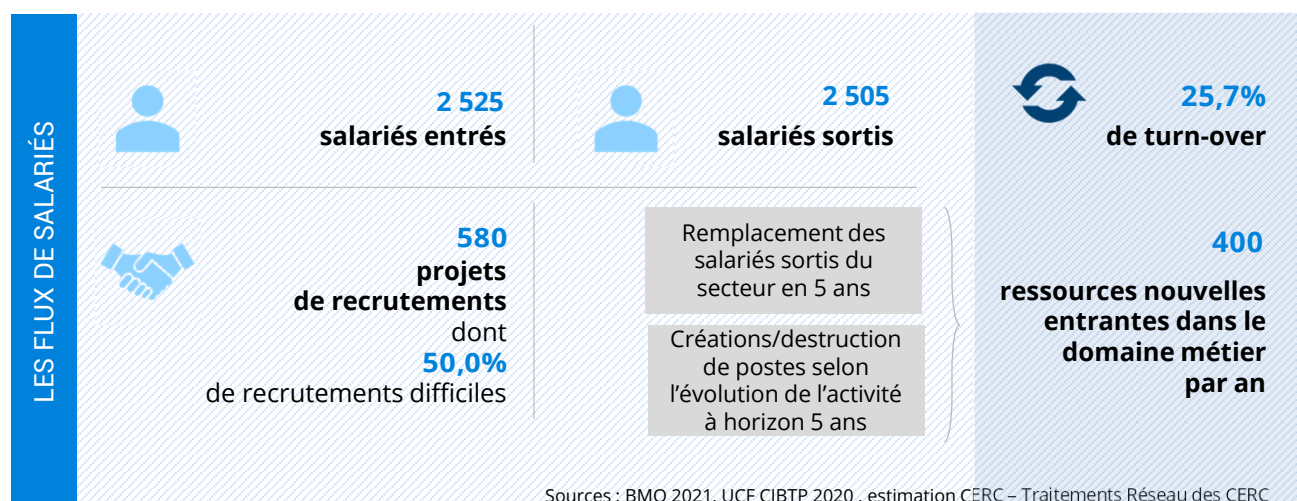 LES FLUX DE SALARIÉS
2 525
salariés entrés
2 505
salariés sortis
25,7%
de turn-over
580
projets
de recrutements
dont
50,0%
de recrutements difficiles
Remplacement des
salariés sortis du
secteur en 5 ans
Créations/destruction
de postes selon
l’évolution de l’activité
à horizon 5 ans
400
ressources nouvelles
entrantes dans le
domaine métier
par an
Sources : BMO 2021, UCF CIBTP 2020 , estimation CERC – Traitements Réseau des CERC